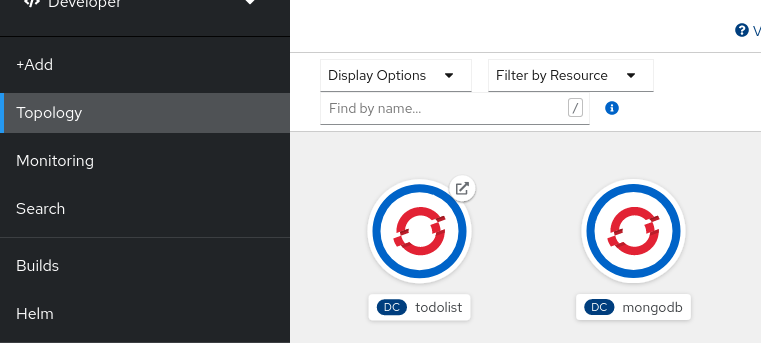 Developer
+Add
Topology
Monitoring
Search
Builds
Helm
V
Display Options
Filter by Resource
Find by name... /
DC todolist
DC mongodb